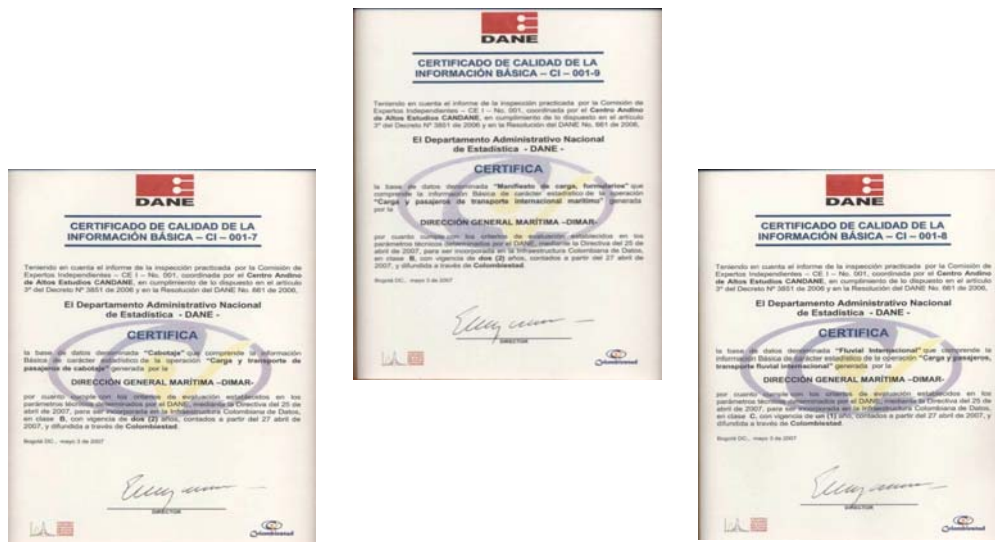 DANE
CERTIFICADO DE CALIDAD DE LA
INFORMACIÓN BÁSICA – CI – 001-7
Teniendo en cuenta el informe de la inspección practicada por la Comisión de
Expertos Independientes – CE I – No. 001, coordinada por el Centro Andino
de Altos Estudios CANDANE, en cumplimiento de lo dispuesto en el artículo
3º del Decreto Nº 3851 de 2006 y en la Resolución del DANE No. 661 de 2006,
El Departamento Administrativo Nacional
de Estadística - DANE -
CERTIFICA
la base de datos denominada "Cabotaje" que comprende la información
Básica de carácter estadístico de la operación "Carga y transporte de
pasajeros de cabotaje" generada por la
DIRECCIÓN GENERAL MARÍTIMA –DIMAR-
por cuanto cumple con los criterios de evaluación establecidos en los
parámetros técnicos determinados por el DANE, mediante la Directiva del 25 de
abril de 2007, para ser incorporada en la Infraestructura Colombiana de Datos,
en clase B, con vigencia de dos (2) años, contados a partir del 27 abril de
2007, y difundida a través de Colombiestad.
Bogotá DC., mayo 3 de 2007
DIRECTOR
Colombiestad
DANE
CERTIFICADO DE CALIDAD DE LA
INFORMACIÓN BÁSICA – CI – 001-9
Teniendo en cuenta el informe de la inspección practicada por la Comisión de
Expertos Independientes – CE I – No. 001, coordinada por el Centro Andino
de Altos Estudios CANDANE, en cumplimiento de lo dispuesto en el artículo
3º del Decreto Nº 3851 de 2006 y en la Resolución del DANE No. 661 de 2006,
El Departamento Administrativo Nacional
de Estadística - DANE -
CERTIFICA
la base de datos denominada "Manifiesto de carga, formularios" que
comprende la información Básica de carácter estadístico de la operación
"Carga y pasajeros de transporte internacional marítimo" generada
por la
DIRECCIÓN GENERAL MARÍTIMA –DIMAR-
por cuanto cumple con los criterios de evaluación establecidos en los
parámetros técnicos determinados por el DANE, mediante la Directiva del 25 de
abril de 2007, para ser incorporada en la Infraestructura Colombiana de Datos,
en clase B, con vigencia de dos (2) años, contados a partir del 27 abril de
2007, y difundida a través de Colombiestad.
Bogotá DC., mayo 3 de 2007
DIRECTOR
Colombiestad
DANE
CERTIFICADO DE CALIDAD DE LA
INFORMACIÓN BÁSICA – CI – 001-8
Teniendo en cuenta el informe de la inspección practicada por la Comisión de
Expertos Independientes – CE I – No. 001, coordinada por el Centro Andino
de Altos Estudios CANDANE, en cumplimiento de lo dispuesto en el artículo
3º del Decreto Nº 3851 de 2006 y en la Resolución del DANE No. 661 de 2006,
El Departamento Administrativo Nacional
de Estadística - DANE -
CERTIFICA
la base de datos denominada "Fluvial Internacional" que comprende la
información Básica de carácter estadístico de la operación "Carga y pasajeros,
transporte fluvial internacional" generada por la
DIRECCIÓN GENERAL MARÍTIMA –DIMAR-
por cuanto cumple con los criterios de evaluación establecidos en los
parámetros técnicos determinados por el DANE, mediante la Directiva del 25 de
abril de 2007, para ser incorporada en la Infraestructura Colombiana de Datos,
en clase C, con vigencia de un (1) año, contados a partir del 27 abril de 2007, y
difundida a través de Colombiestad.
Bogotá DC., mayo 3 de 2007
DIRECTOR
Colombiestad